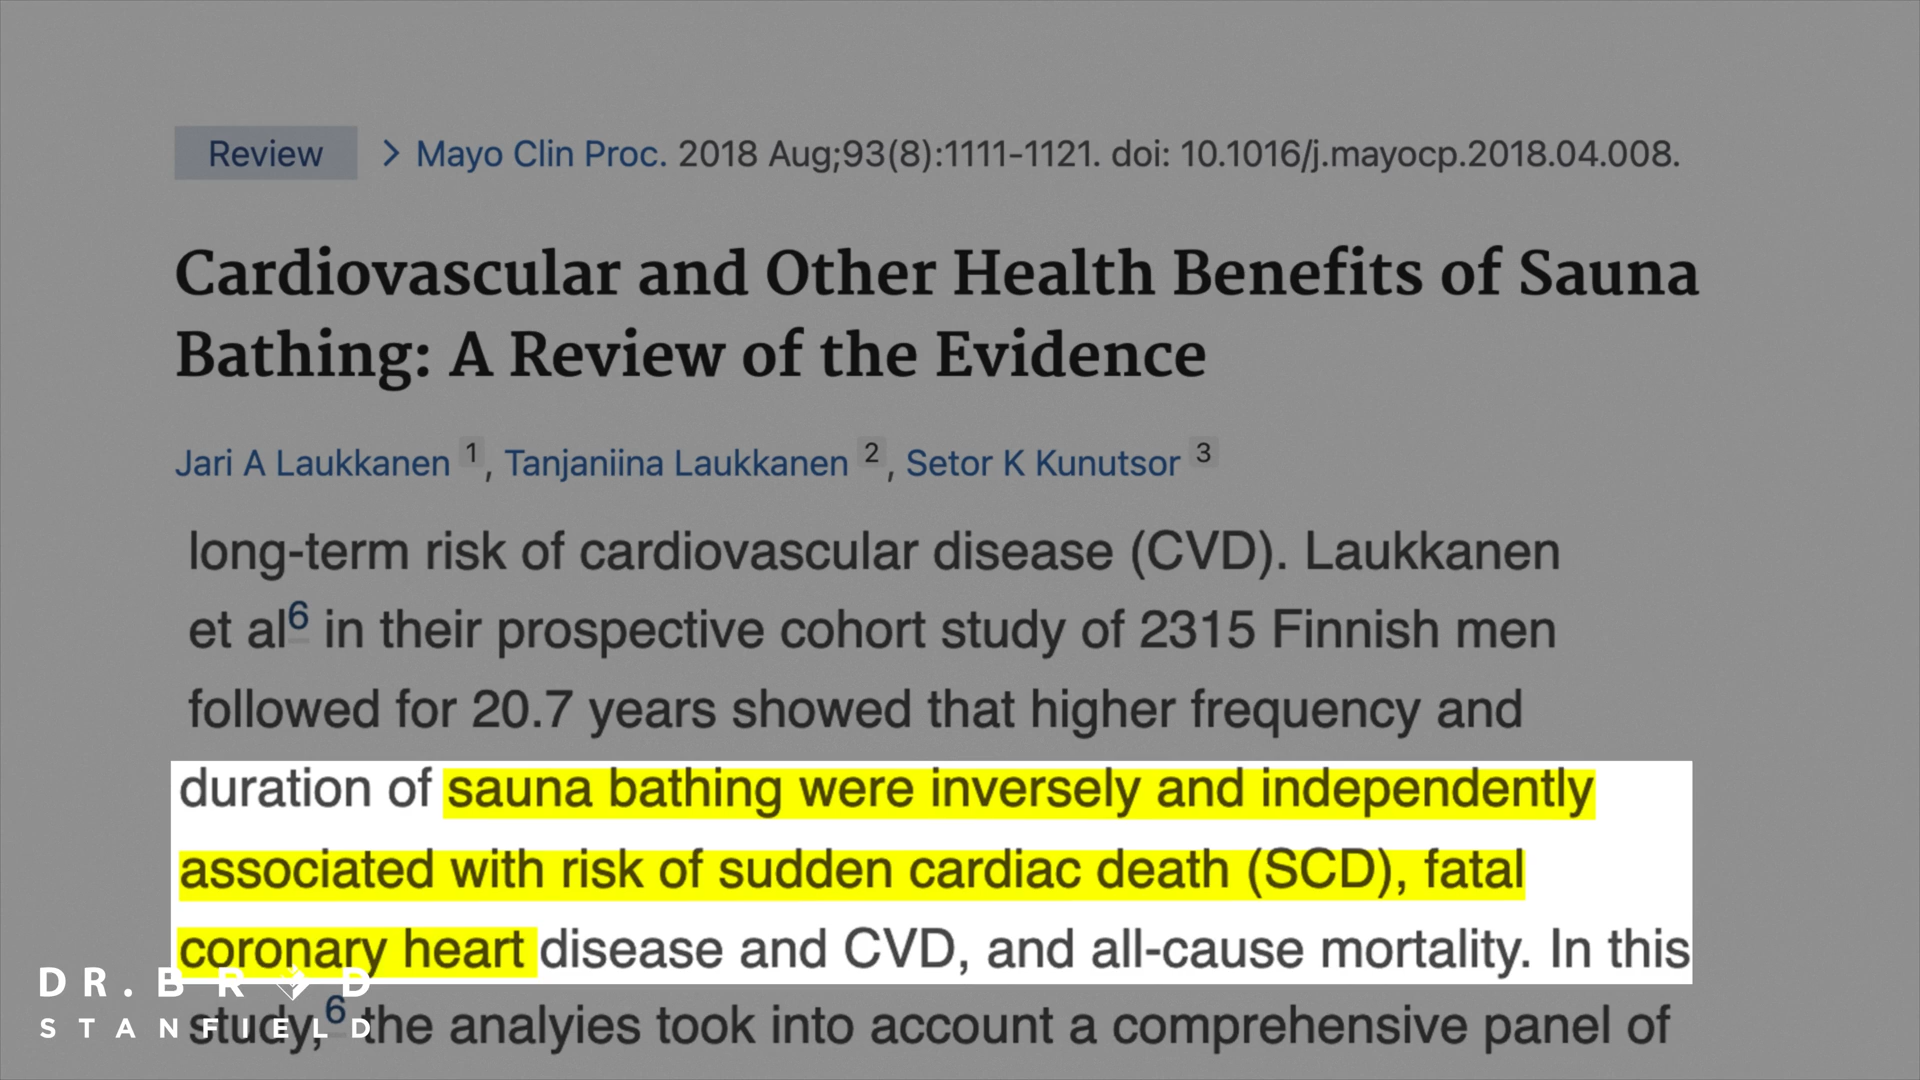 Review > Mayo Clin Proc. 2018 Aug;93(8):1111-1121. doi: 10.1016/j.mayocp.2018.04.008.
Cardiovascular and Other Health Benefits of Sauna
Bathing: A Review of the Evidence
Jari A Laukkanen 1, Tanjaniina Laukkanen 2, Setor K Kunutsor 3
long-term risk of cardiovascular disease (CVD). Laukkanen
et al6 in their prospective cohort study of 2315 Finnish men
followed for 20.7 years showed that higher frequency and
duration of sauna bathing were inversely and independently
associated with risk of sudden cardiac death (SCD), fatal
coronary heart disease and CVD, and all-cause mortality. In this
study,6 the analyies took into account a comprehensive panel of
DR. BRAD
STANFIELD